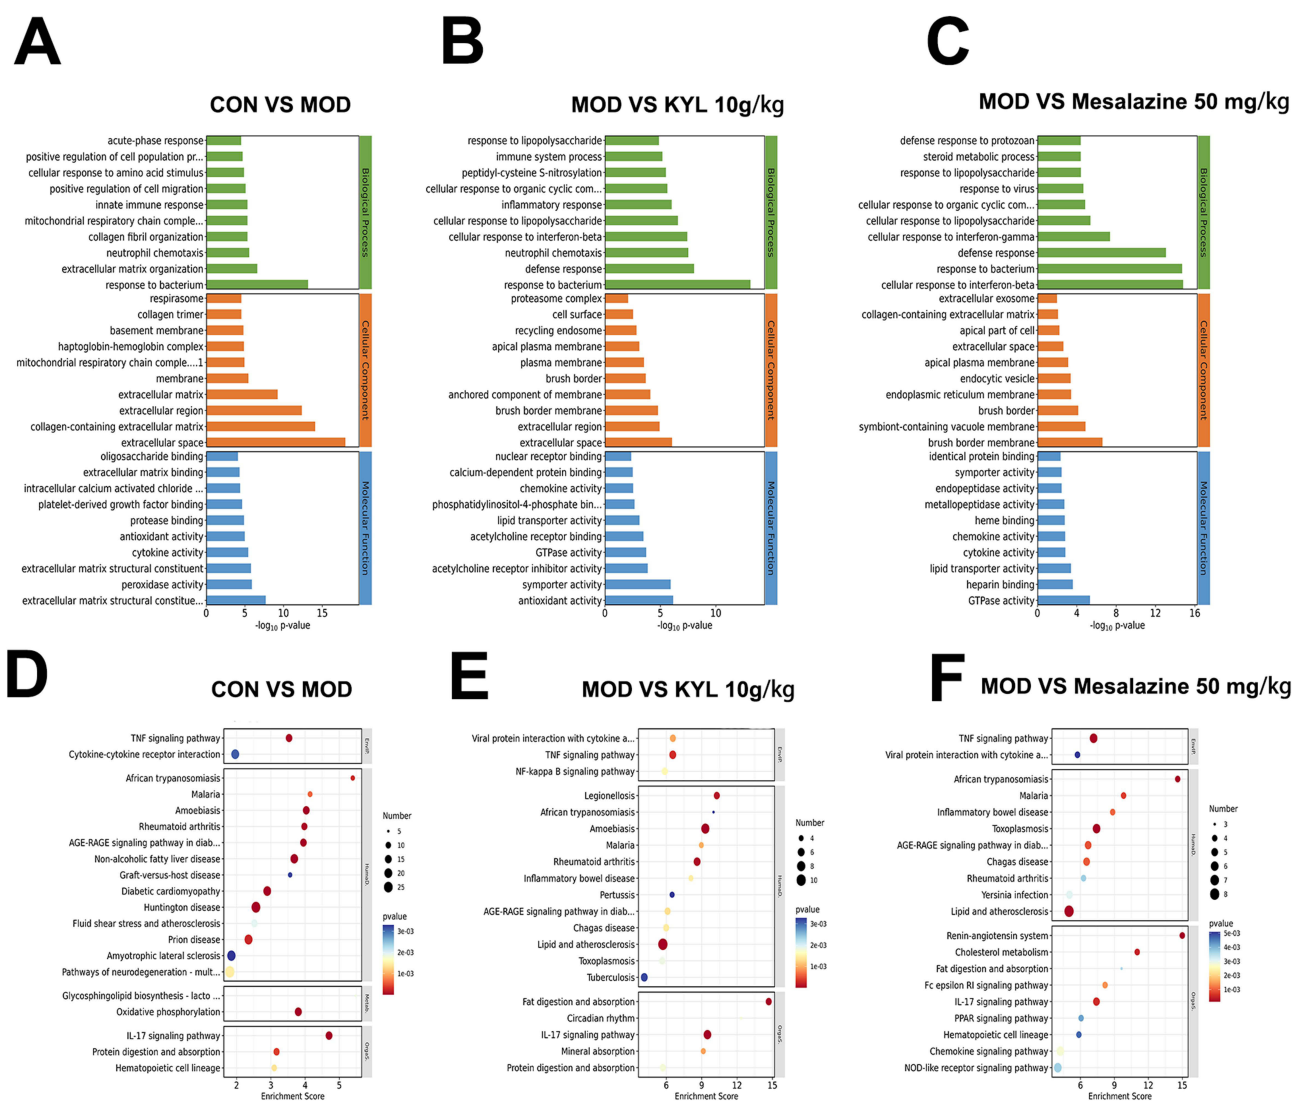 A
CON VS MOD
acute-phase response
positive regulation of cell population pr...
cellular response to amino acid stimulus
positive regulation of cell migration
innate immune response
mitochondrial respiratory chain comple...
collagen fibril organization
neutrophil chemotaxis
extracellular matrix organization
response to bacterium
respirasome
collagen trimer
basement membrane
haptoglobin-hemoglobin complex
mitochondrial respiratory chain comple....1
membrane
extracellular matrix
extracellular region
collagen-containing extracellular matrix
extracellular space
oligosaccharide binding
extracellular matrix binding
intracellular calcium activated chloride ...
platelet-derived growth factor binding
protease binding
antioxidant activity
cytokine activity
extracellular matrix structural constituent
peroxidase activity
extracellular matrix structural constitue...
Biological Process
Cellular Component
Molecular Function
0 5 10 15
-log10 p-value
B
MOD VS KYL 10g/kg
response to lipopolysaccharide
immune system process
peptidyl-cysteine S-nitrosylation
cellular response to organic cyclic com...
inflammatory response
cellular response to lipopolysaccharide
cellular response to interferon-beta
neutrophil chemotaxis
defense response
response to bacterium
proteasome complex
cell surface
recycling endosome
apical plasma membrane
plasma membrane
brush border
anchored component of membrane
brush border membrane
extracellular region
extracellular space
nuclear receptor binding
calcium-dependent protein binding
chemokine activity
phosphatidylinositol-4-phosphate bin...
lipid transporter activity
acetylcholine receptor binding
GTPase activity
acetylcholine receptor inhibitor activity
symporter activity
antioxidant activity
Biological Process
Cellular Component
Molecular Function
0 5 10
-log10 p-value
C
MOD VS Mesalazine 50 mg/kg
defense response to protozoan
steroid metabolic process
response to lipopolysaccharide
response to virus
cellular response to organic cyclic com...
cellular response to lipopolysaccharide
cellular response to interferon-gamma
defense response
response to bacterium
cellular response to interferon-beta
extracellular exosome
collagen-containing extracellular matrix
apical part of cell
extracellular space
apical plasma membrane
endocytic vesicle
endoplasmic reticulum membrane
brush border
symbiont-containing vacuole membrane
brush border membrane
identical protein binding
symporter activity
endopeptidase activity
metallopeptidase activity
heme binding
chemokine activity
cytokine activity
lipid transporter activity
heparin binding
GTPase activity
Biological Process
Cellular Component
Molecular Function
0 4 8 12 16
-log10 p-value
D
CON VS MOD
TNF signaling pathway
Cytokine-cytokine receptor interaction
African trypanosomiasis
Malaria
Amoebiasis
Rheumatoid arthritis
AGE-RAGE signaling pathway in diab...
Non-alcoholic fatty liver disease
Graft-versus-host disease
Diabetic cardiomyopathy
Huntington disease
Fluid shear stress and atherosclerosis
Prion disease
Amyotrophic lateral sclerosis
Pathways of neurodegeneration - mult...
Glycosphingolipid biosynthesis - lacto ...
Oxidative phosphorylation
IL-17 signaling pathway
Protein digestion and absorption
Hematopoietic cell lineage
EnvIP.
HumaD.
Metab.
OrgaS.
2 3 4 5
Enrichment Score
Number
5
10
15
20
25
pvalue
3e-03
2e-03
1e-03
E
MOD VS KYL 10g/kg
Viral protein interaction with cytokine a...
TNF signaling pathway
NF-kappa B signaling pathway
Legionellosis
African trypanosomiasis
Amoebiasis
Malaria
Rheumatoid arthritis
Inflammatory bowel disease
Pertussis
AGE-RAGE signaling pathway in diab...
Chagas disease
Lipid and atherosclerosis
Toxoplasmosis
Tuberculosis
Fat digestion and absorption
Circadian rhythm
IL-17 signaling pathway
Mineral absorption
Protein digestion and absorption
EnvIP.
HumaD.
OrgaS.
6 9 12 15
Enrichment Score
Number
4
6
8
10
pvalue
3e-03
2e-03
1e-03
F
MOD VS Mesalazine 50 mg/kg
TNF signaling pathway
Viral protein interaction with cytokine a...
African trypanosomiasis
Malaria
Inflammatory bowel disease
Toxoplasmosis
AGE-RAGE signaling pathway in diab...
Chagas disease
Rheumatoid arthritis
Yersinia infection
Lipid and atherosclerosis
Renin-angiotensin system
Cholesterol metabolism
Fat digestion and absorption
Fc epsilon RI signaling pathway
IL-17 signaling pathway
PPAR signaling pathway
Hematopoietic cell lineage
Chemokine signaling pathway
NOD-like receptor signaling pathway
EnvIP.
HumaD.
OrgaS.
6 9 12 15
Enrichment Score
Number
3
4
5
6
7
8
pvalue
5e-03
4e-03
3e-03
2e-03
1e-03